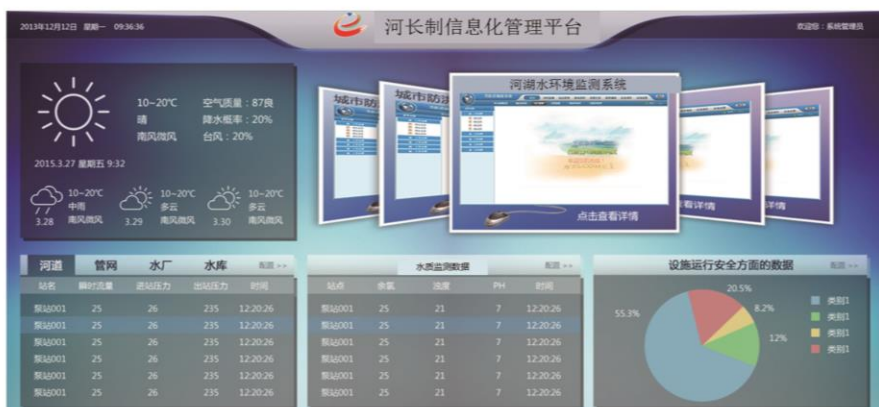 2013年12月12日 星期一 09:36:36
河长制信息化管理平台
欢迎您：系统管理员
10~20℃ 空气质量：87良
晴 降水概率：20%
南风微风 台风：20%
2015.3.27 星期五 9:32
10~20℃
中雨
3.28 南风微风
10~20℃
多云
3.29 南风微风
10~20℃
多云
3.30 南风微风
城市防洪
城市防洪
河湖水环境监测系统
点击查看详情
查看详情
看详情
河道 管网 水厂 水库 配置 >>
站名 瞬时流量 进站压力 出站压力 时间
泵站001 25 26 235 12:20:26
泵站001 25 26 235 12:20:26
泵站001 25 26 235 12:20:26
泵站001 25 26 235 12:20:26
泵站001 25 26 235 12:20:26
泵站001 25 26 235 12:20:26
水质监测数据 配置 >>
站点 余氯 浊度 PH 时间
泵站001 25 21 7 12:20:26
泵站001 25 21 7 12:20:26
泵站001 25 21 7 12:20:26
泵站001 25 21 7 12:20:26
泵站001 25 21 7 12:20:26
泵站001 25 21 7 12:20:26
设施运行安全方面的数据 配置 >>
20.5%
8.2%
55.3%
12%
类别1
类别1
类别1
类别1